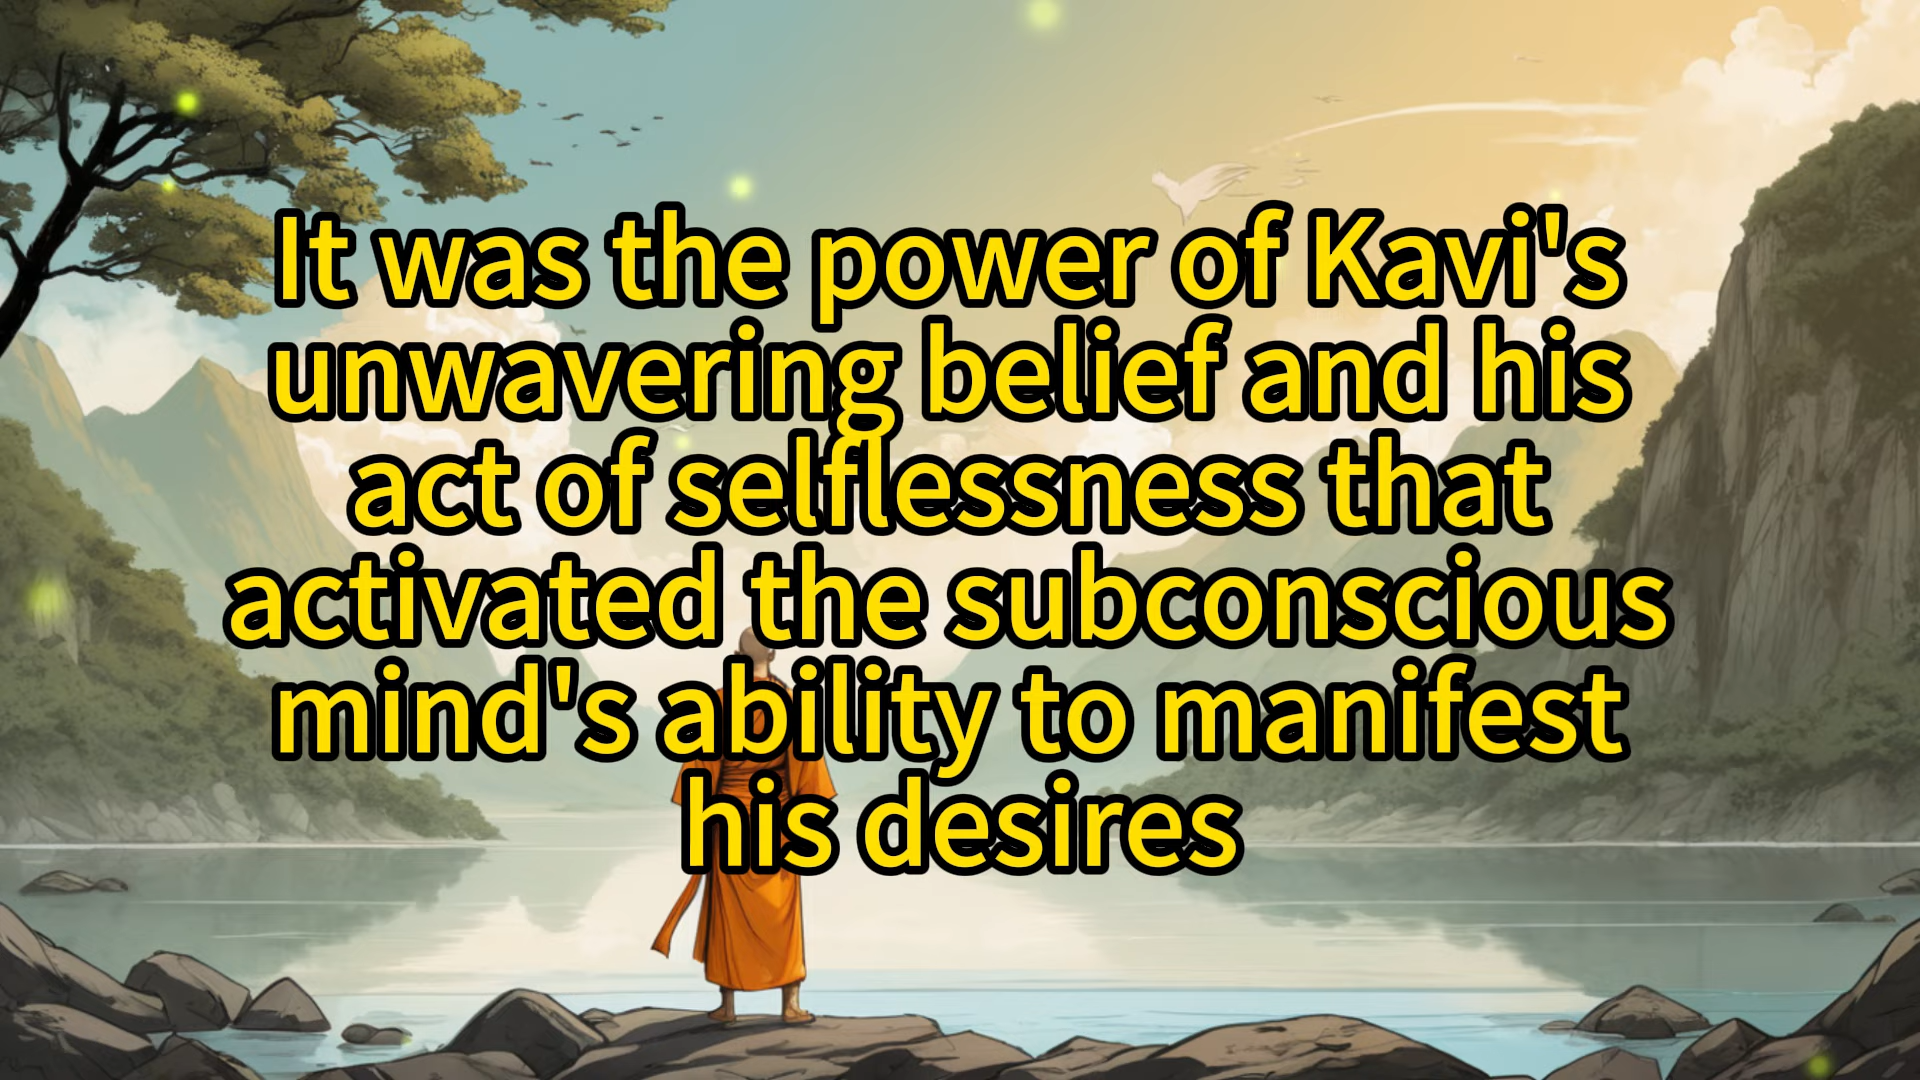 It was the power of Kavi's
unwavering belief and his
act of selflessness that
activated the subconscious
mind's ability to manifest
his desires